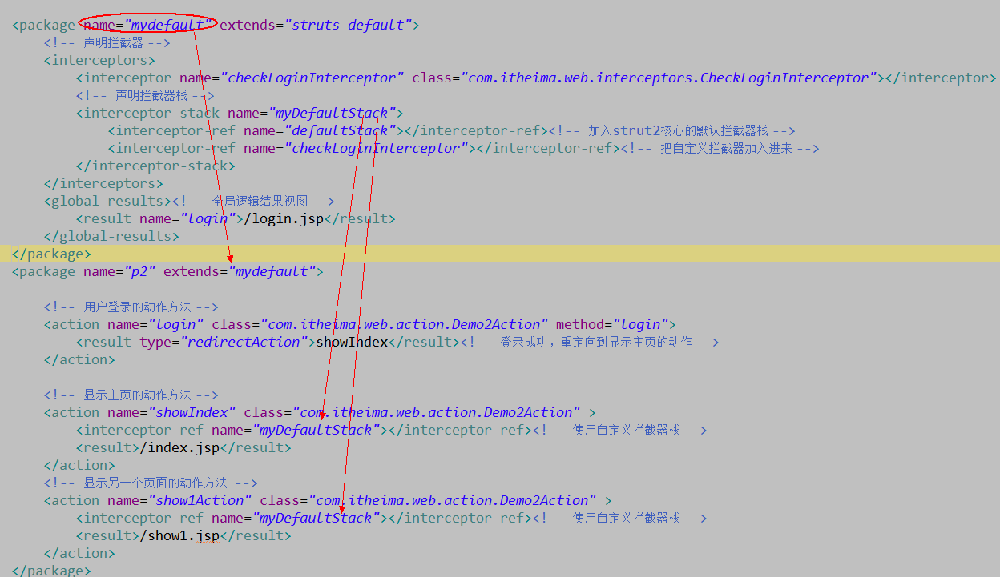 <package name="mydefault" extends="struts-default">
<!-- 声明拦截器 -->
<interceptors>
<interceptor name="checkLoginInterceptor" class="com.itheima.web.interceptors.CheckLoginInterceptor"></interceptor>
<!-- 声明拦截器栈 -->
<interceptor-stack name="myDefaultStack">
<interceptor-ref name="defaultStack"></interceptor-ref><!-- 加入strut2核心的默认拦截器栈 -->
<interceptor-ref name="checkLoginInterceptor"></interceptor-ref><!-- 把自定义拦截器加入进来 -->
</interceptor-stack>
</interceptors>
<global-results><!-- 全局逻辑结果视图 -->
<result name="login">/login.jsp</result>
</global-results>
</package>
<package name="p2" extends="mydefault">
<!-- 用户登录的动作方法 -->
<action name="login" class="com.itheima.web.action.Demo2Action" method="login">
<result type="redirectAction">showIndex</result><!-- 登录成功，重定向到显示主页的动作 -->
</action>
<!-- 显示主页的动作方法 -->
<action name="showIndex" class="com.itheima.web.action.Demo2Action" >
<interceptor-ref name="myDefaultStack"></interceptor-ref><!-- 使用自定义拦截器栈 -->
<result>/index.jsp</result>
</action>
<!-- 显示另一个页面的动作方法 -->
<action name="show1Action" class="com.itheima.web.action.Demo2Action" >
<interceptor-ref name="myDefaultStack"></interceptor-ref><!-- 使用自定义拦截器栈 -->
<result>/show1.jsp</result>
</action>
</package>